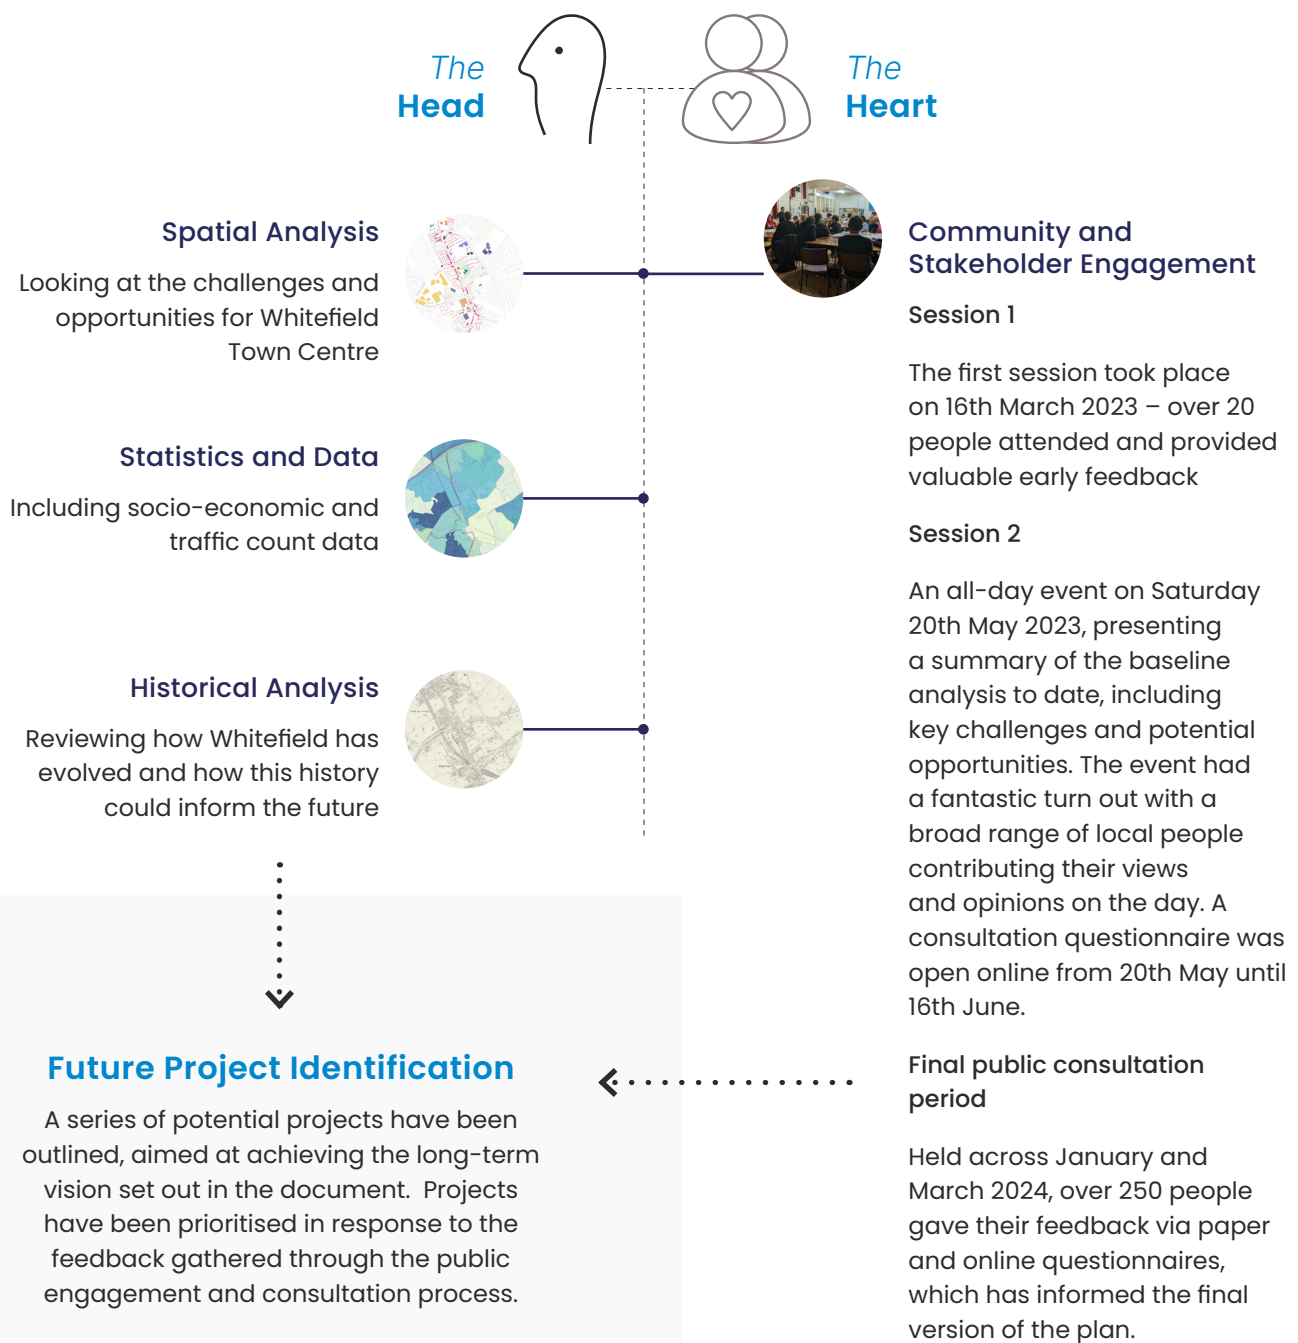 The
Head
The
Heart
Spatial Analysis
Looking at the challenges and
opportunities for Whitefield
Town Centre
Statistics and Data
Including socio-economic and
traffic count data
Historical Analysis
Reviewing how Whitefield has
evolved and how this history
could inform the future
Community and
Stakeholder Engagement
Session 1
The first session took place
on 16th March 2023 – over 20
people attended and provided
valuable early feedback
Session 2
An all-day event on Saturday
20th May 2023, presenting
a summary of the baseline
analysis to date, including
key challenges and potential
opportunities. The event had
a fantastic turn out with a
broad range of local people
contributing their views
and opinions on the day. A
consultation questionnaire was
open online from 20th May until
16th June.
Final public consultation
period
Held across January and
March 2024, over 250 people
gave their feedback via paper
and online questionnaires,
which has informed the final
version of the plan.
Future Project Identification
A series of potential projects have been
outlined, aimed at achieving the long-term
vision set out in the document.  Projects
have been prioritised in response to the
feedback gathered through the public
engagement and consultation process.